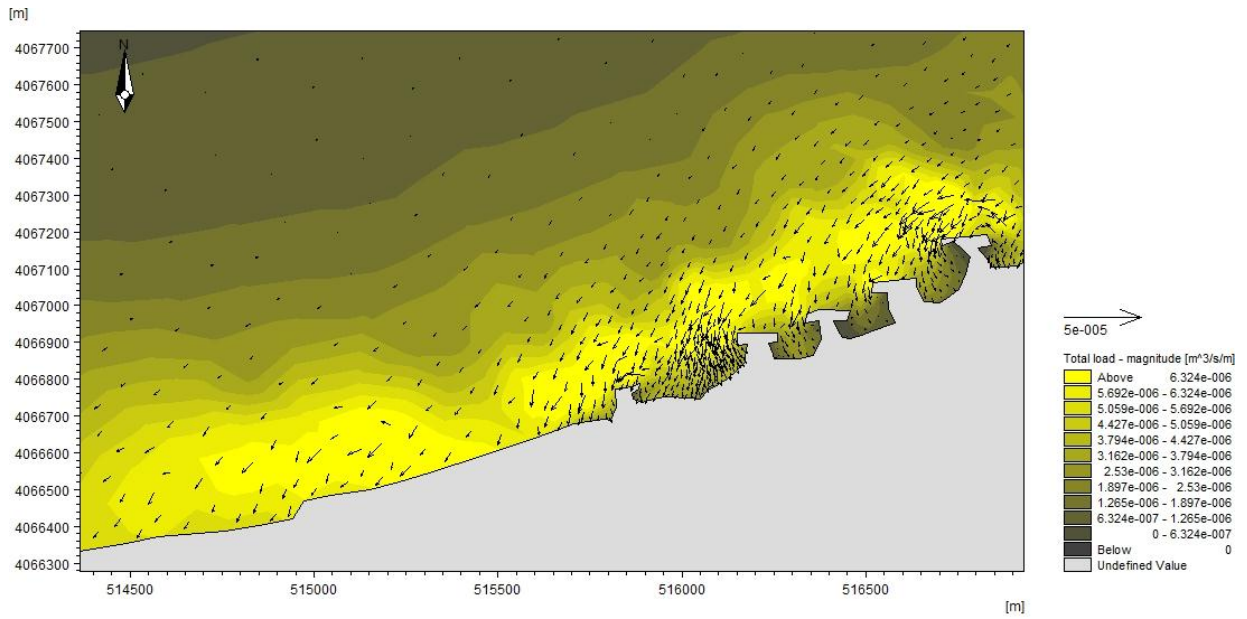 [m]
N
4067700
4067600
4067500
4067400
4067300
4067200
4067100
4067000
4066900
4066800
4066700
4066600
4066500
4066400
4066300
514500 515000 515500 516000 516500
[m]
5e-005
Total load - magnitude [m^3/s/m]
Above 6.324e-006
5.692e-006 - 6.324e-006
5.059e-006 - 5.692e-006
4.427e-006 - 5.059e-006
3.794e-006 - 4.427e-006
3.162e-006 - 3.794e-006
2.53e-006 - 3.162e-006
1.897e-006 - 2.53e-006
1.265e-006 - 1.897e-006
6.324e-007 - 1.265e-006
0 - 6.324e-007
Below 0
Undefined Value